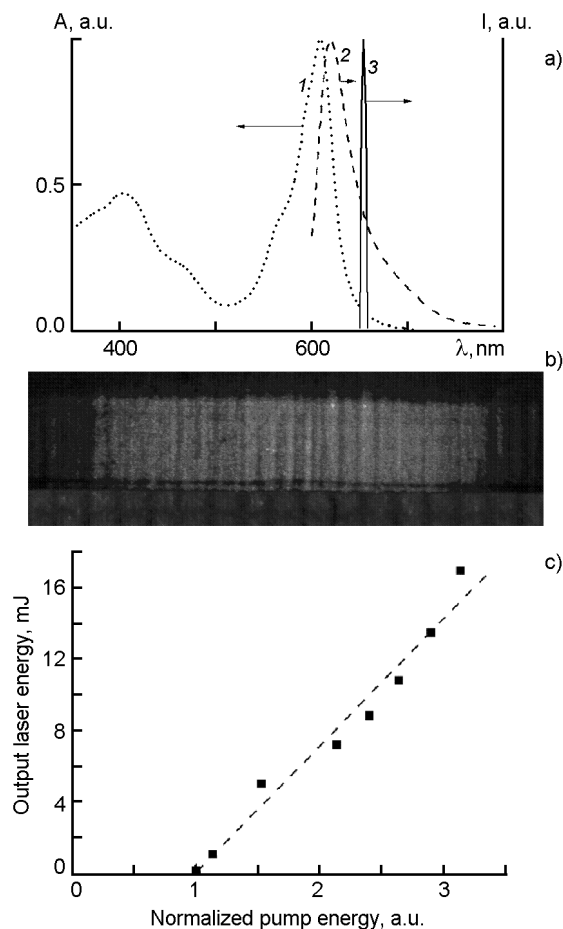 A, a.u.
I, a.u.
a)
1
2
3
0.5
0.0
400
600
λ, nm
b)
c)
16
12
8
4
0
Output laser energy, mJ
0
1
2
3
Normalized pump energy, a.u.